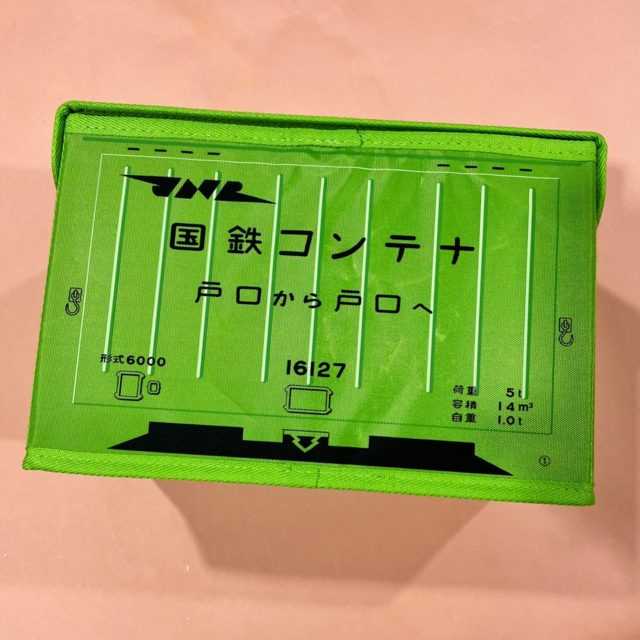 JNR
国鉄コンテナ
戸口から戸口へ
形式6000
16127
荷重 5t
容積 14m³
自重 1.0t
①